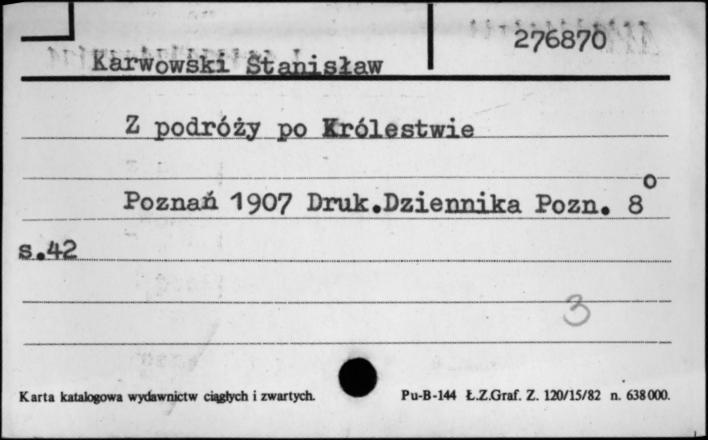 276870
Karwowski Stanisław
Z podróży po Królestwie
Poznań 1907 Druk.Dziennika Pozn. 8o
s.42
3
Karta katalogowa wydawnictw ciągłych i zwartych. Pu-B-144 Ł.Z.Graf. Z. 120/15/82 n. 638000.